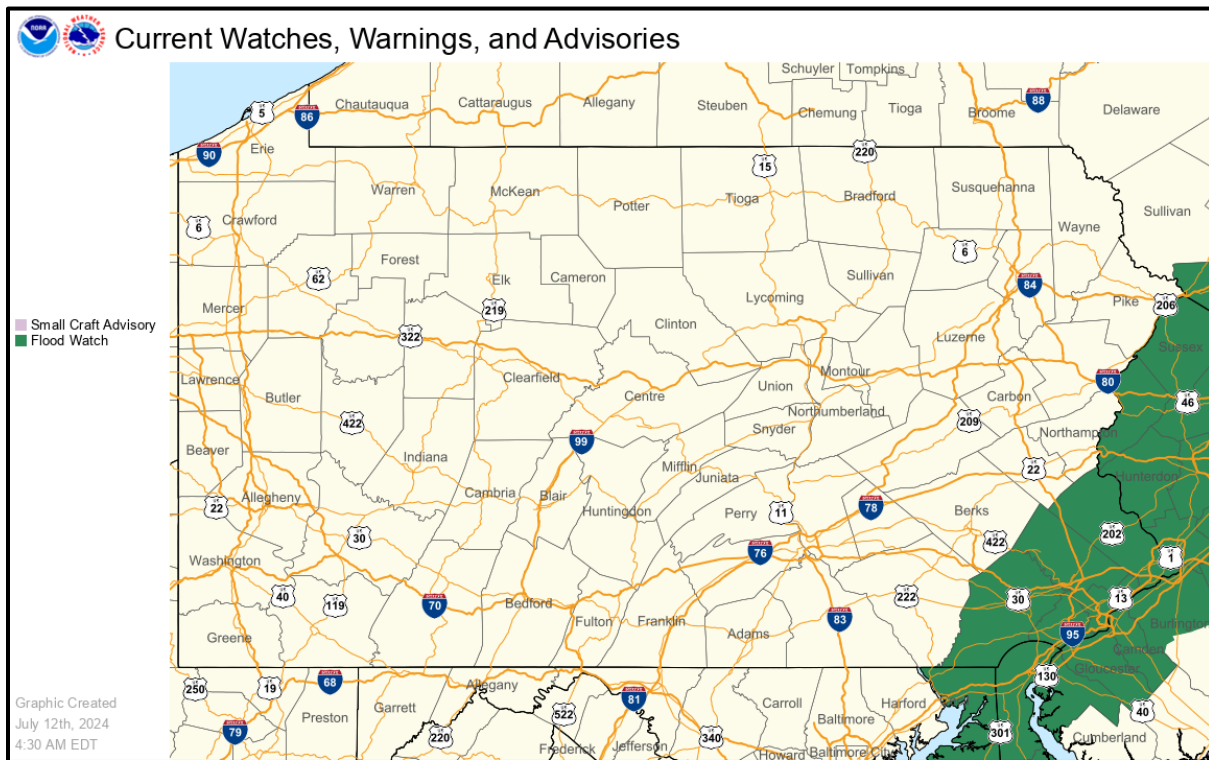 NOAA
Current Watches, Warnings, and Advisories
Small Craft Advisory
Flood Watch
Graphic Created
July 12th, 2024
4:30 AM EDT
Schuyler Tompkins
Chautauqua Cattaraugus Allegany Steuben Chemung Tioga Broome 88 Delaware
5
86
90 Erie
15
220
Warren McKean Potter Tioga Bradford Susquehanna
Crawford
6
Wayne
Sullivan
Forest
6
62
Elk Cameron
Sullivan
84
Mercer
219
Lycoming
Pike
206
322
Clinton
Luzerne
Sussex
Lawrence
Clearfield
Montour
80
Butler
Centre
Union
Carbon
46
Northumberland
422
Snyder
209
Northampton
99
Beaver
Indiana
Mifflin
22
Juniata
Hunterdon
Allegheny
Cambria
Blair
22
Huntingdon
Perry
11
78
Berks
202
30
422
76
1
Washington
40
119
222
30
13
70
Bedford
Fulton
Franklin
83
Burlington
Greene
Adams
95
Camden
Gloucester
68
Allegany
130
250
19
81
Preston
Garrett
Carroll
Harford
522
40
79
220
340
Baltimore
301
Cumberland
Frederick
Jefferson
Howard
Baltimore City